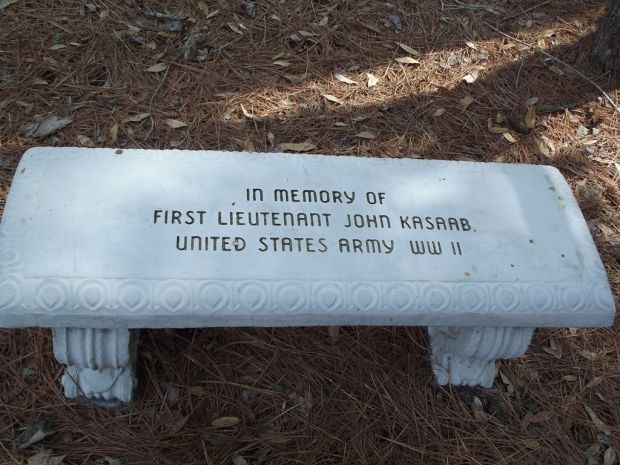 IN MEMORY OF
FIRST LIEUTENANT JOHN KASAAB
UNITED STATES ARMY WW II